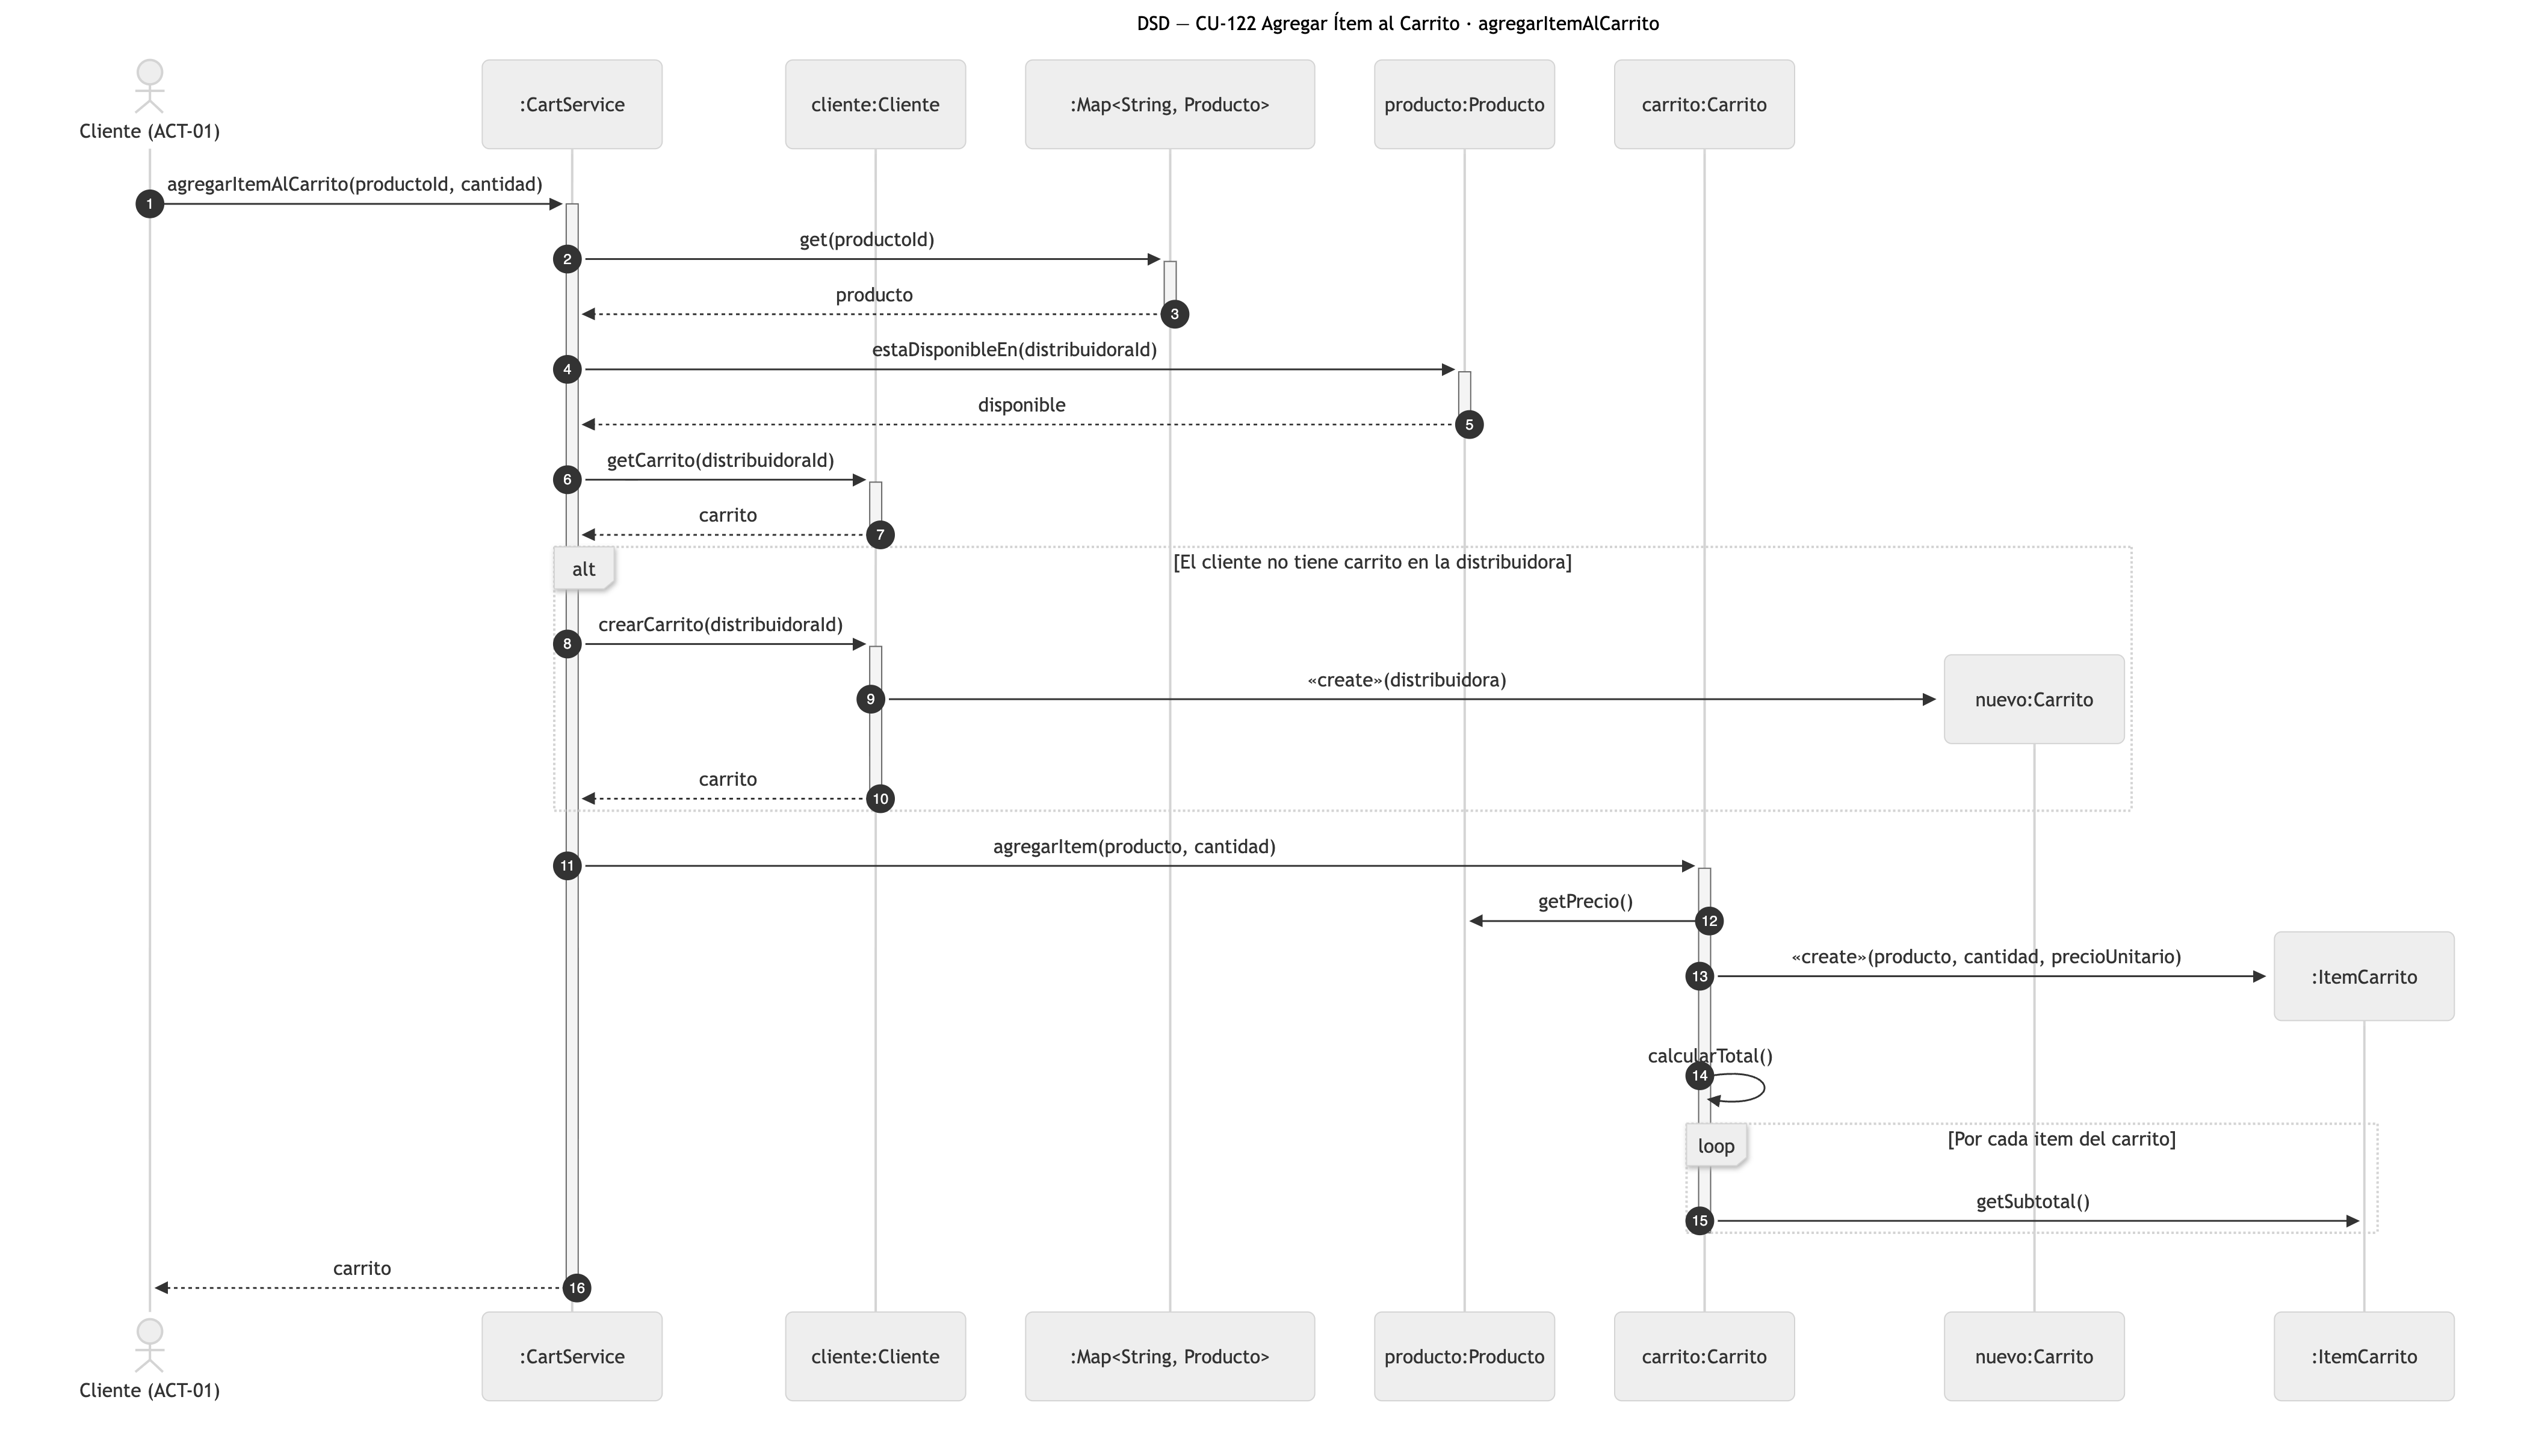 DSD — CU-122 Agregar Ítem al Carrito · agregarItemAlCarrito
Cliente (ACT-01)
:CartService
cliente:Cliente
:Map<String, Producto>
producto:Producto
carrito:Carrito
agregarItemAlCarrito(productoId, cantidad)
1
get(productoId)
2
producto
3
estaDisponibleEn(distribuidoraId)
4
disponible
5
getCarrito(distribuidoraId)
6
carrito
7
alt
[El cliente no tiene carrito en la distribuidora]
crearCarrito(distribuidoraId)
8
«create»(distribuidora)
9
nuevo:Carrito
carrito
10
agregarItem(producto, cantidad)
11
getPrecio()
12
«create»(producto, cantidad, precioUnitario)
13
:ItemCarrito
calcularTotal()
14
loop
[Por cada item del carrito]
getSubtotal()
15
carrito
16
Cliente (ACT-01)
:CartService
cliente:Cliente
:Map<String, Producto>
producto:Producto
carrito:Carrito
nuevo:Carrito
:ItemCarrito